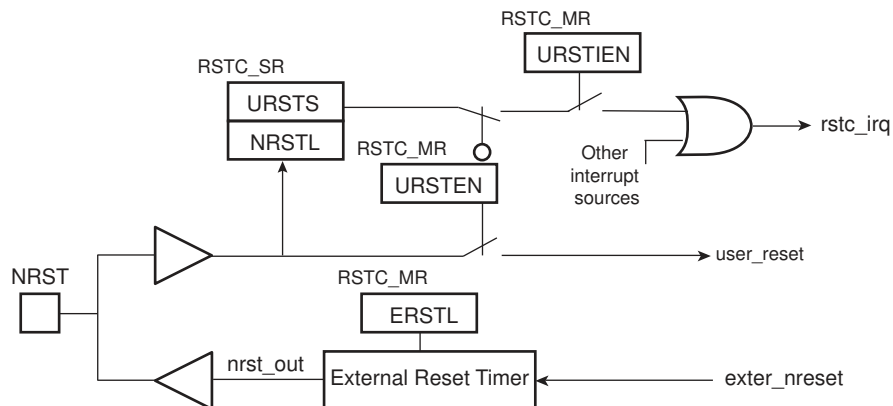 RSTC_MR
URSTIEN
RSTC_SR
URSTS
NRSTL
RSTC_MR
URSTEN
rstc_irq
Other
interrupt
sources
user_reset
NRST
RSTC_MR
ERSTL
nrst_out
External Reset Timer
exter_nreset